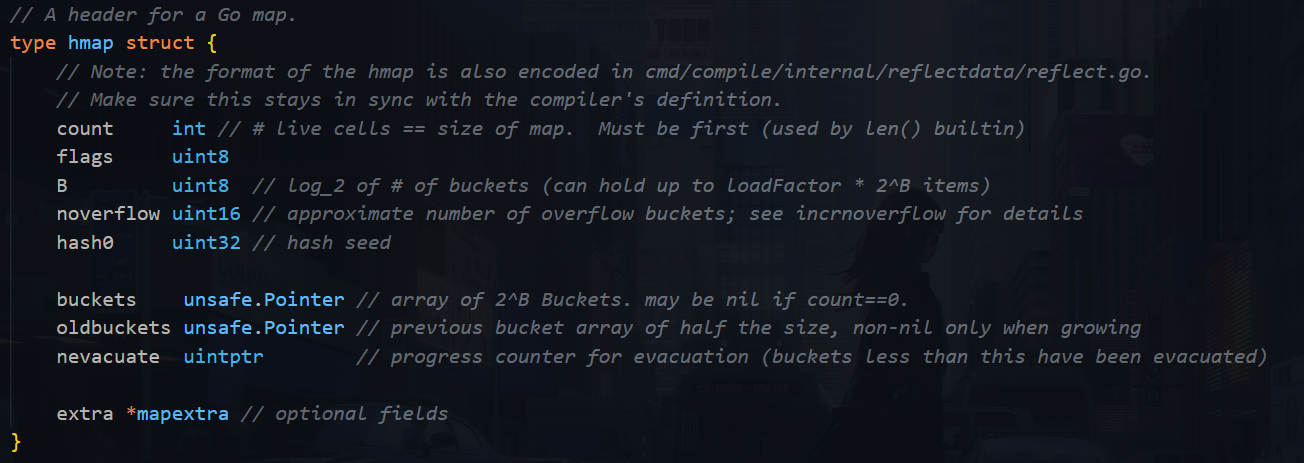 // A header for a Go map.
type hmap struct {
    // Note: the format of the hmap is also encoded in cmd/compile/internal/reflectdata/reflect.go.
    // Make sure this stays in sync with the compiler's definition.
    count     int // # live cells == size of map.  Must be first (used by len() builtin)
    flags     uint8
    B         uint8  // log_2 of # of buckets (can hold up to loadFactor * 2^B items)
    noverflow uint16 // approximate number of overflow buckets; see incrnoverflow for details
    hash0     uint32 // hash seed

    buckets    unsafe.Pointer // array of 2^B Buckets. may be nil if count==0.
    oldbuckets unsafe.Pointer // previous bucket array of half the size, non-nil only when growing
    nevacuate  uintptr        // progress counter for evacuation (buckets less than this have been evacuated)

    extra *mapextra // optional fields
}